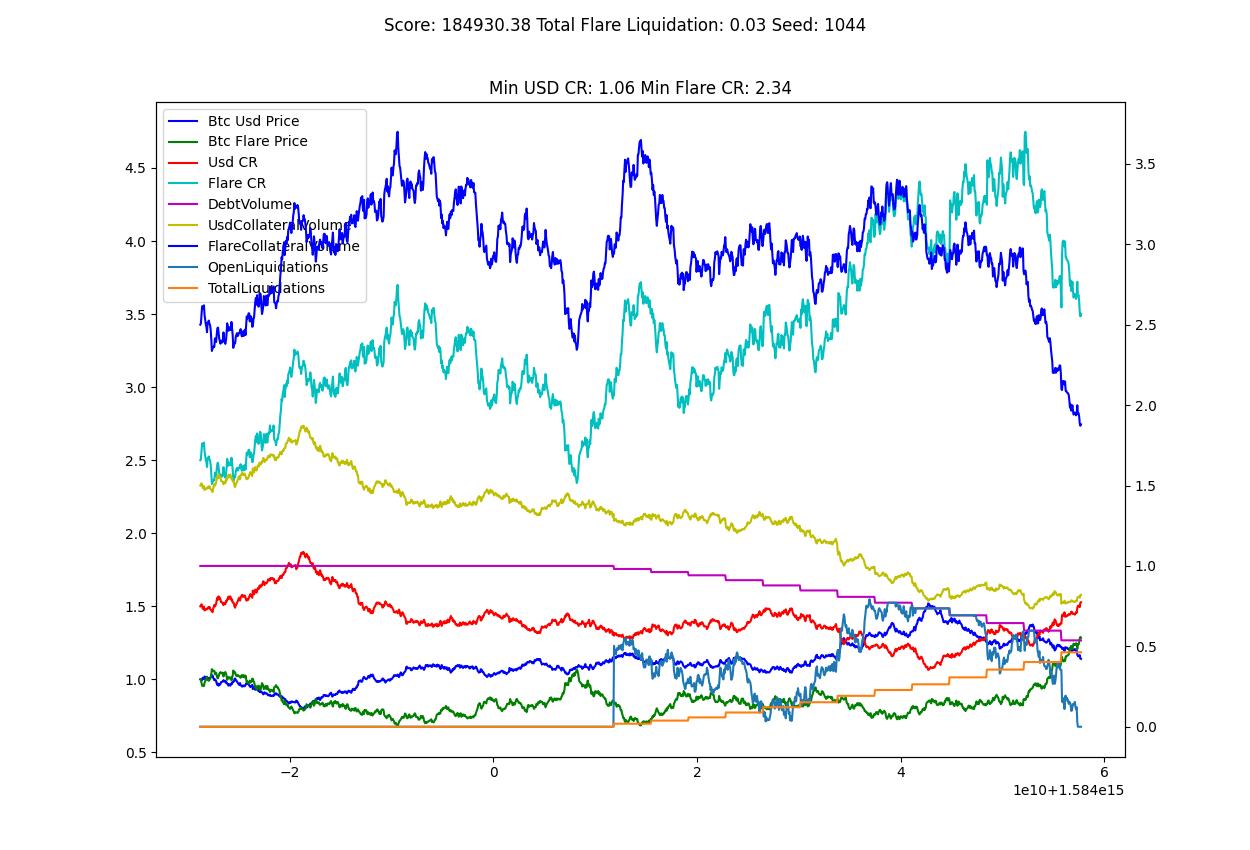 Score: 184930.38 Total Flare Liquidation: 0.03 Seed: 1044
Min USD CR: 1.06 Min Flare CR: 2.34
Btc Usd Price
Btc Flare Price
Usd CR
Flare CR
DebtVolume
UsdCollateralVolume
FlareCollateralVolume
OpenLiquidations
TotalLiquidations
4.5
4.0
3.5
3.0
2.5
2.0
1.5
1.0
0.5
3.5
3.0
2.5
2.0
1.5
1.0
0.5
0.0
−2
0
2
4
6
1e10+1.584e15